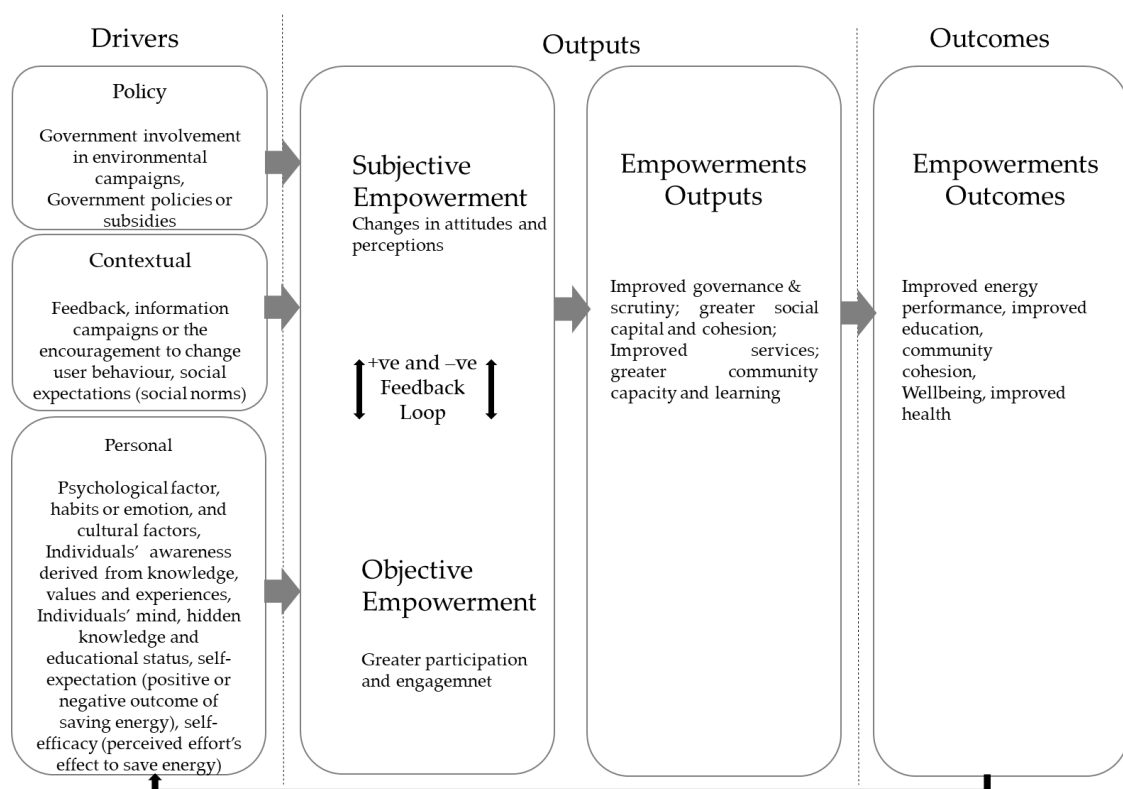 Drivers
Policy
Government involvement
in environmental
campaigns,
Government policies or
subsidies
Contextual
Feedback, information
campaigns or the
encouragement to change
user behaviour, social
expectations (social norms)
Personal
Psychological factor,
habits or emotion, and
cultural factors,
Individuals’ awareness
derived from knowledge,
values and experiences,
Individuals’ mind, hidden
knowledge and
educational status, self-
expectation (positive or
negative outcome of
saving energy), self-
efficacy (perceived effort’s
effect to save energy)
Outputs
Subjective
Empowerment
Changes in attitudes and
perceptions
+ve and –ve
Feedback
Loop
Objective
Empowerment
Greater participation
and engagemnet
Empowerments
Outputs
Improved governance &
scrutiny; greater social
capital and cohesion;
Improved services;
greater community
capacity and learning
Outcomes
Empowerments
Outcomes
Improved energy
performance, improved
education,
community
cohesion,
Wellbeing, improved
health